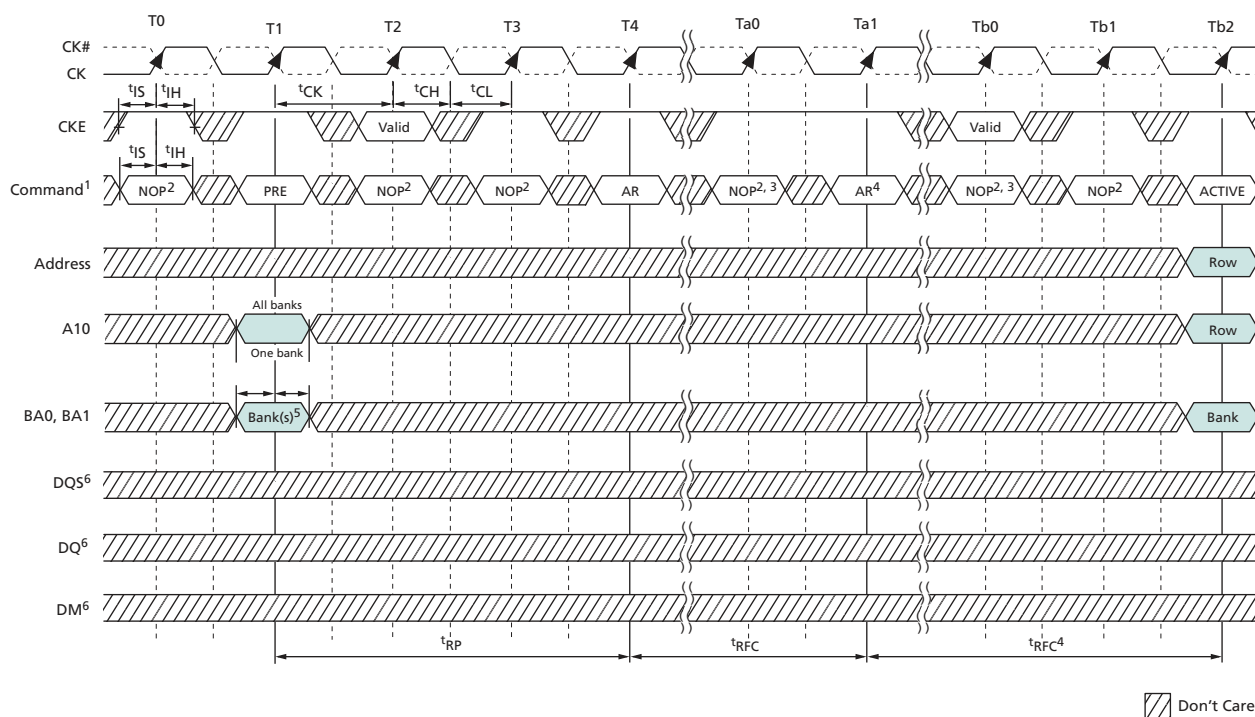 T0 T1 T2 T3 T4 Ta0 Ta1 Tb0 Tb1 Tb2
CK#
CK
tIS tIH tCK tCH tCL
CKE Valid Valid
tIS tIH
Command1 NOP2 PRE NOP2 NOP2 AR NOP2, 3 AR4 NOP2, 3 NOP2 ACTIVE
Address Row
All banks
A10 Row
One bank
BA0, BA1 Bank(s)5 Bank
DQS6
DQ6
DM6
tRP tRFC tRFC4
Don't Care